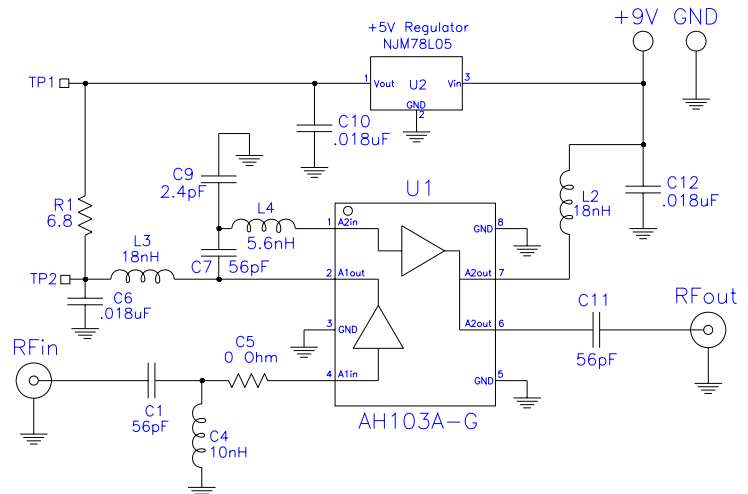 +9V GND
+5V Regulator
NJM78L05
TP1
1 Vout U2 Vin 3
GND
2
C10
.018uF
C9
2.4pF
U1
L2
18nH
C12
.018uF
R1
6.8
L4
5.6nH
1 A2in
GND 8
L3
18nH
C7 56pF
TP2
2 A1out
A2out 7
C6
.018uF
C11
56pF
RFout
3 GND
A2out 6
RFin
C5
0 Ohm
4 A1in
GND 5
C1
56pF
C4
10nH
AH103A-G